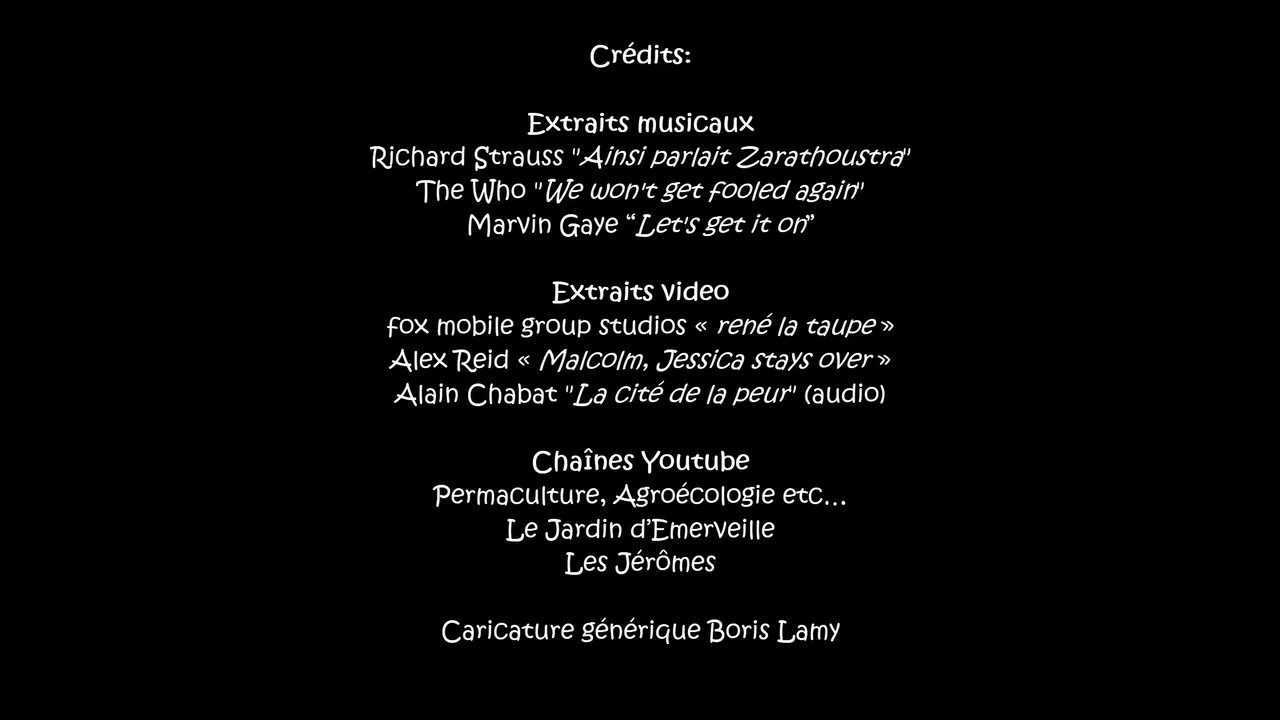 Crédits:
Extraits musicaux
Richard Strauss "Ainsi parlait Zarathoustra"
The Who "We won't get fooled again"
Marvin Gaye “Let's get it on”
Extraits video
fox mobile group studios « rené la taupe »
Alex Reid « Malcolm, Jessica stays over »
Alain Chabat "La cité de la peur" (audio)
Chaînes Youtube
Permaculture, Agroécologie etc...
Le Jardin d’Emerveille
Les Jérômes
Caricature générique Boris Lamy